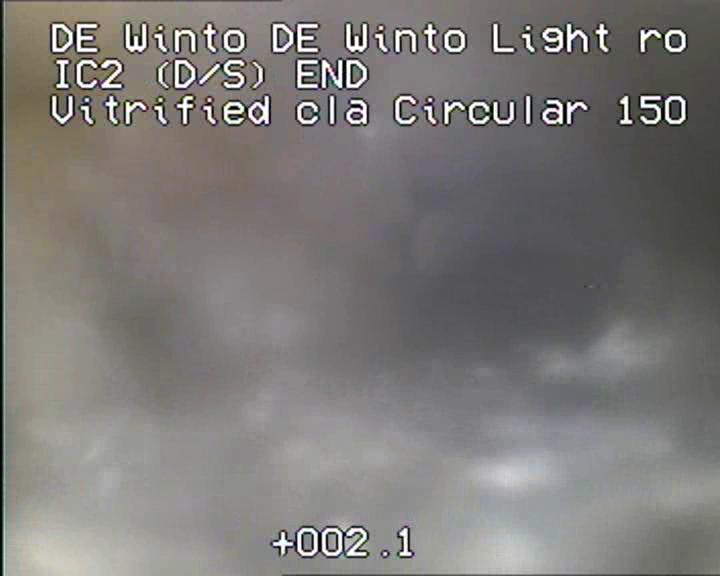 DE Winto DE Winto Light ro
IC2 (D/S) END
Vitrified cla Circular 150
+002.1